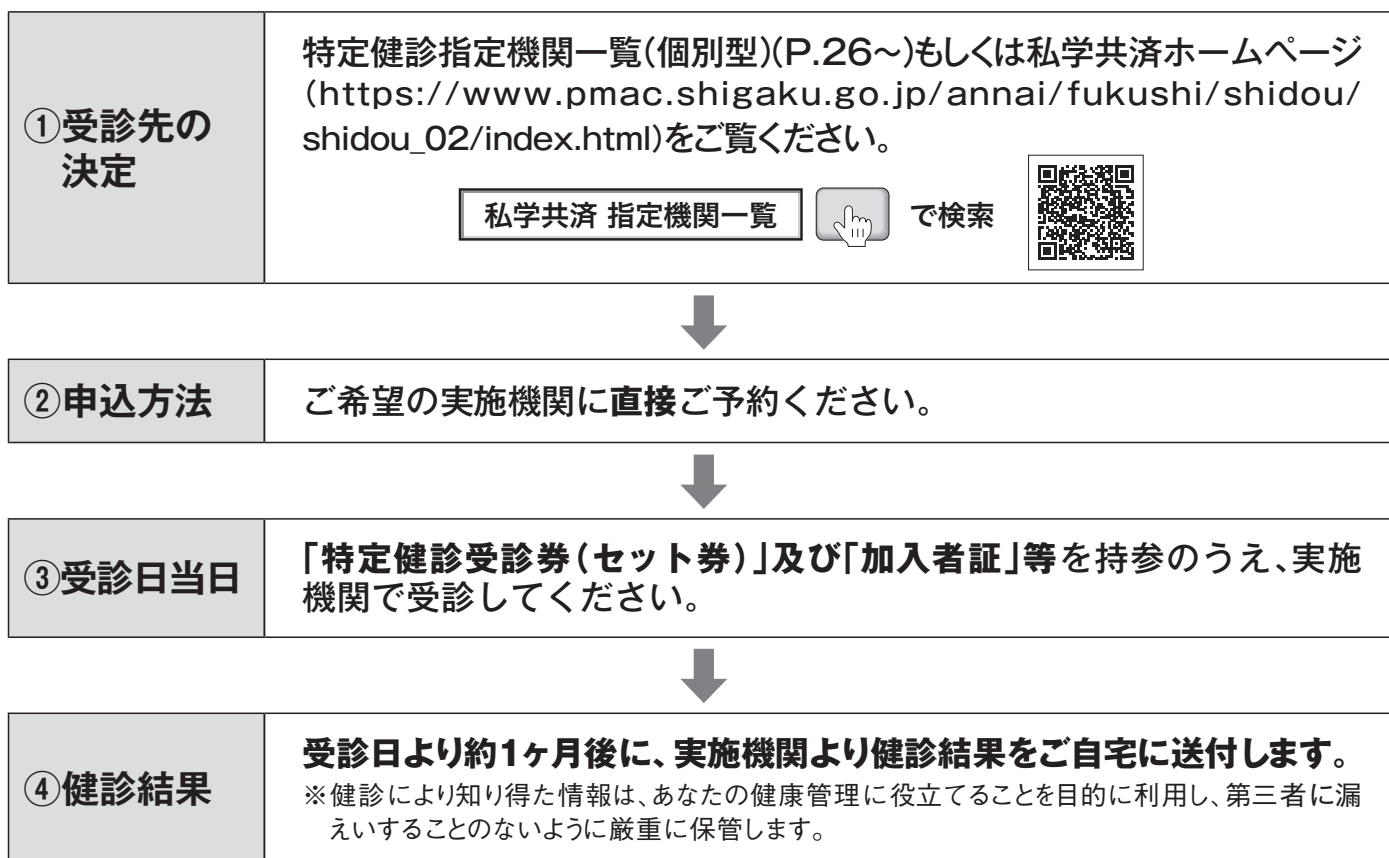 ①受診先の
決定
特定健診指定機関一覧(個別型)(P.26~)もしくは私学共済ホームページ
(https://www.pmac.shigaku.go.jp/annai/fukushi/shidou/
shidou_02/index.html)をご覧ください。
私学共済 指定機関一覧 で検索
②申込方法
ご希望の実施機関に直接ご予約ください。
③受診日当日
「特定健診受診券(セット券)」及び「加入者証」等を持参のうえ、実施
機関で受診してください。
④健診結果
受診日より約1ヶ月後に、実施機関より健診結果をご自宅に送付します。
※健診により知り得た情報は、あなたの健康管理に役立てることを目的に利用し、第三者に漏
えいすることのないように厳重に保管します。